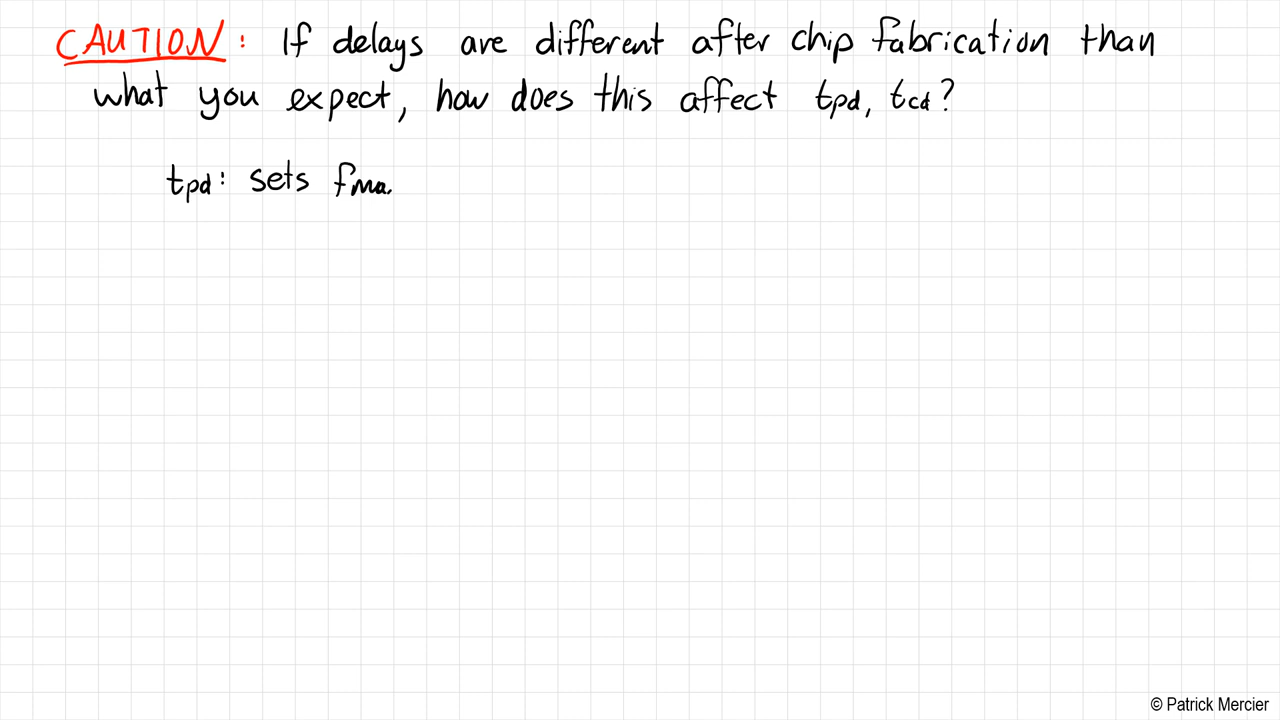 CAUTION: If delays are different after chip fabrication than
what you expect, how does this affect tpd, tcd?
tpd: sets fma
© Patrick Mercier